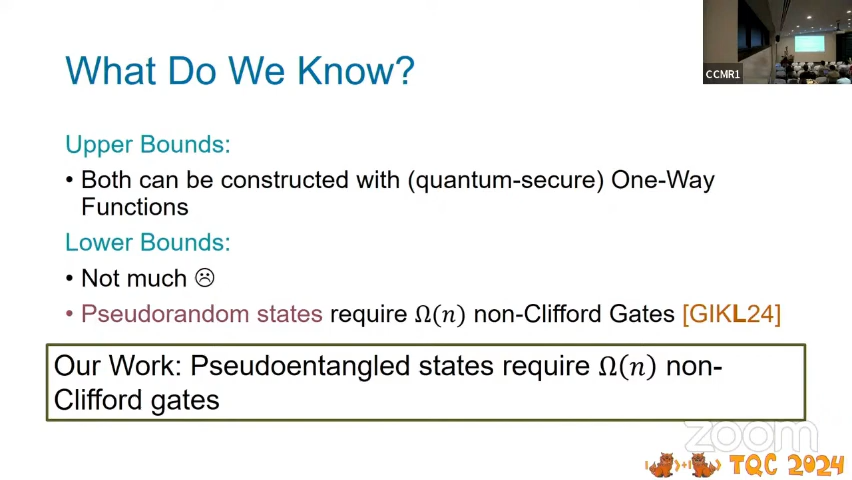 What Do We Know?
CCMR1
Upper Bounds:
• Both can be constructed with (quantum-secure) One-Way
Functions
Lower Bounds:
• Not much ☹
• Pseudorandom states require Ω(n) non-Clifford Gates [GIKL24]
Our Work: Pseudoentangled states require Ω(n) non-
Clifford gates
zoom
TQC 2024